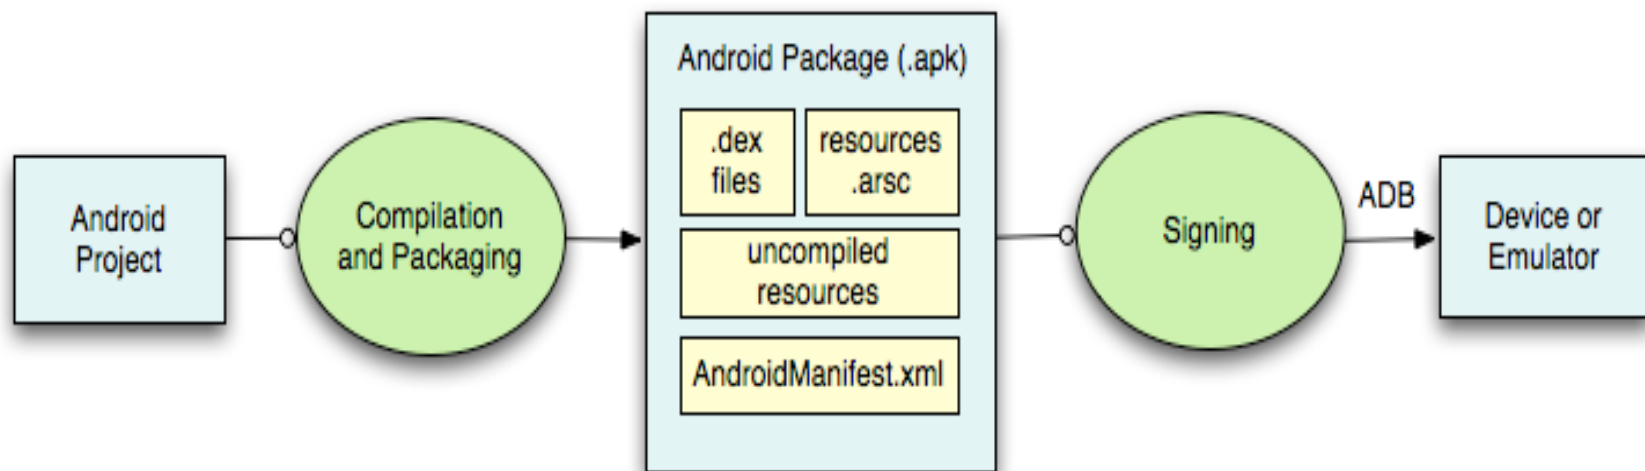 Android
Project
Compilation
and Packaging
Android Package (.apk)
.dex
files
resources
.arsc
uncompiled
resources
AndroidManifest.xml
Signing
ADB
Device or
Emulator